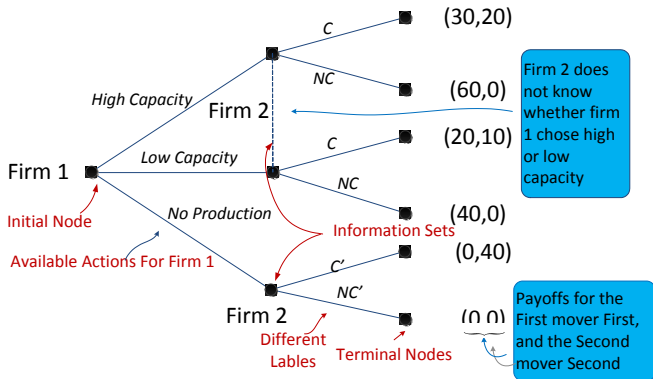 C
(30,20)
NC
High Capacity
Firm 2
(60,0)
Firm 2 does
not know
whether firm
1 chose high
or low
capacity
C
(20,10)
Low Capacity
Firm 1
NC
(40,0)
Initial Node
No Production
Information Sets
Available Actions For Firm 1
C’
(0,40)
NC’
Firm 2
Different
Lables
Terminal Nodes
(0,0)
Payoffs for the
First mover First,
and the Second
mover Second